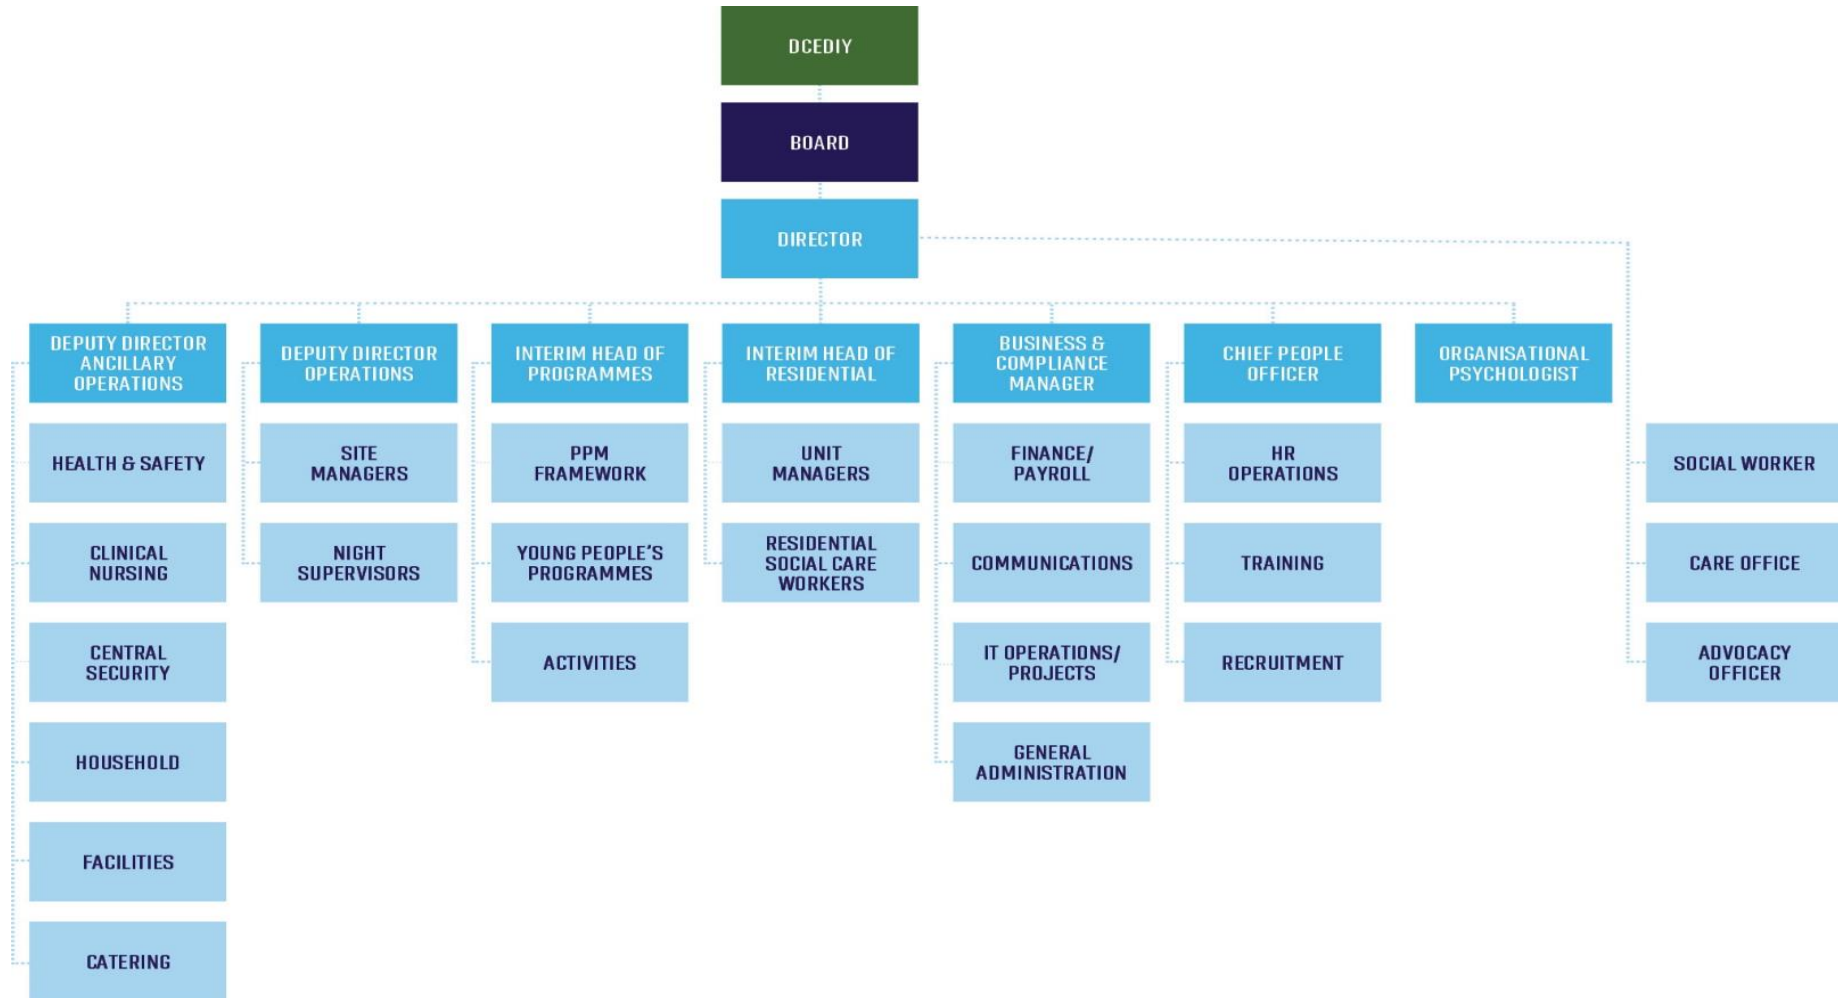 DCEDIY
BOARD
DIRECTOR
DEPUTY DIRECTOR
ANCILLARY
OPERATIONS
HEALTH & SAFETY
CLINICAL
NURSING
CENTRAL
SECURITY
HOUSEHOLD
FACILITIES
CATERING
DEPUTY DIRECTOR
OPERATIONS
SITE
MANAGERS
NIGHT
SUPERVISORS
INTERIM HEAD OF
PROGRAMMES
PPM
FRAMEWORK
YOUNG PEOPLE'S
PROGRAMMES
ACTIVITIES
INTERIM HEAD OF
RESIDENTIAL
UNIT
MANAGERS
RESIDENTIAL
SOCIAL CARE
WORKERS
BUSINESS &
COMPLIANCE
MANAGER
FINANCE/
PAYROLL
COMMUNICATIONS
IT OPERATIONS/
PROJECTS
GENERAL
ADMINISTRATION
CHIEF PEOPLE
OFFICER
HR
OPERATIONS
TRAINING
RECRUITMENT
ORGANISATIONAL
PSYCHOLOGIST
SOCIAL WORKER
CARE OFFICE
ADVOCACY
OFFICER